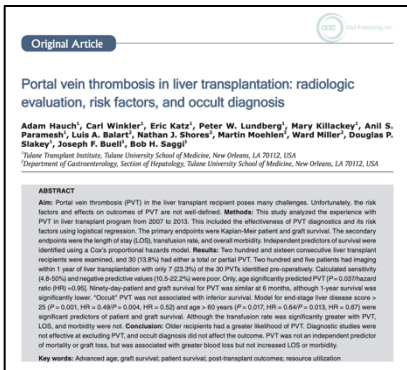 OAE Publishing Inc.
Original Article
Portal vein thrombosis in liver transplantation: radiologic
evaluation, risk factors, and occult diagnosis
Adam Hauch¹, Carl Winkler¹, Eric Katz¹, Peter W. Lundberg¹, Mary Killackey¹, Anil S.
Paramesh¹, Luis A. Balart², Nathan J. Shores², Martin Moehlen², Ward Miller², Douglas P.
Slakey¹, Joseph F. Buell¹, Bob H. Saggi¹
¹Tulane Transplant Institute, Tulane University School of Medicine, New Orleans, LA 70112, USA
²Department of Gastroenterology, Section of Hepatology, Tulane University School of Medicine, New Orleans, LA 70112, USA
ABSTRACT
Aim: Portal vein thrombosis (PVT) in the liver transplant recipient poses many challenges. Unfortunately, the risk
factors and effects on outcomes of PVT are not well-defined. Methods: This study analyzed the experience with
PVT in liver transplant program from 2007 to 2013. This included the effectiveness of PVT diagnostics and its risk
factors using logistical regression. The primary endpoints were Kaplan-Meir patient and graft survival. The secondary
endpoints were the length of stay (LOS), transfusion rate, and overall morbidity. Independent predictors of survival were
identified using a Cox's proportional hazards model. Results: Two hundred and sixteen consecutive liver transplant
recipients were examined, and 30 (13.8%) had either a total or partial PVT. Two hundred and five patients had imaging
within 1 year of liver transplantation with only 7 (23.3%) of the 30 PVTs identified pre-operatively. Calculated sensitivity
(4.8-50%) and negative predictive values (10.5-22.2%) were poor. Only, age significantly predicted PVT [P = 0.037/hazard
ratio (HR) =0.95]. Ninety-day-patient and graft survival for PVT was similar at 6 months, although 1-year survival was
significantly lower. "Occult" PVT was not associated with inferior survival. Model for end-stage liver disease score >
25 (P = 0.001, HR = 0.49/P = 0.004, HR = 0.52) and age > 60 years (P = 0.017, HR = 0.64/P = 0.013, HR = 0.67) were
significant predictors of patient and graft survival. Although the transfusion rate was significantly greater with PVT,
LOS, and morbidity were not. Conclusion: Older recipients had a greater likelihood of PVT. Diagnostic studies were
not effective at excluding PVT, and occult diagnosis did not affect the outcome. PVT was not an independent predictor
of mortality or graft loss, but was associated with greater blood loss but not increased LOS or morbidity.
Key words: Advanced age; graft survival; patient survival; post-transplant outcomes; resource utilization